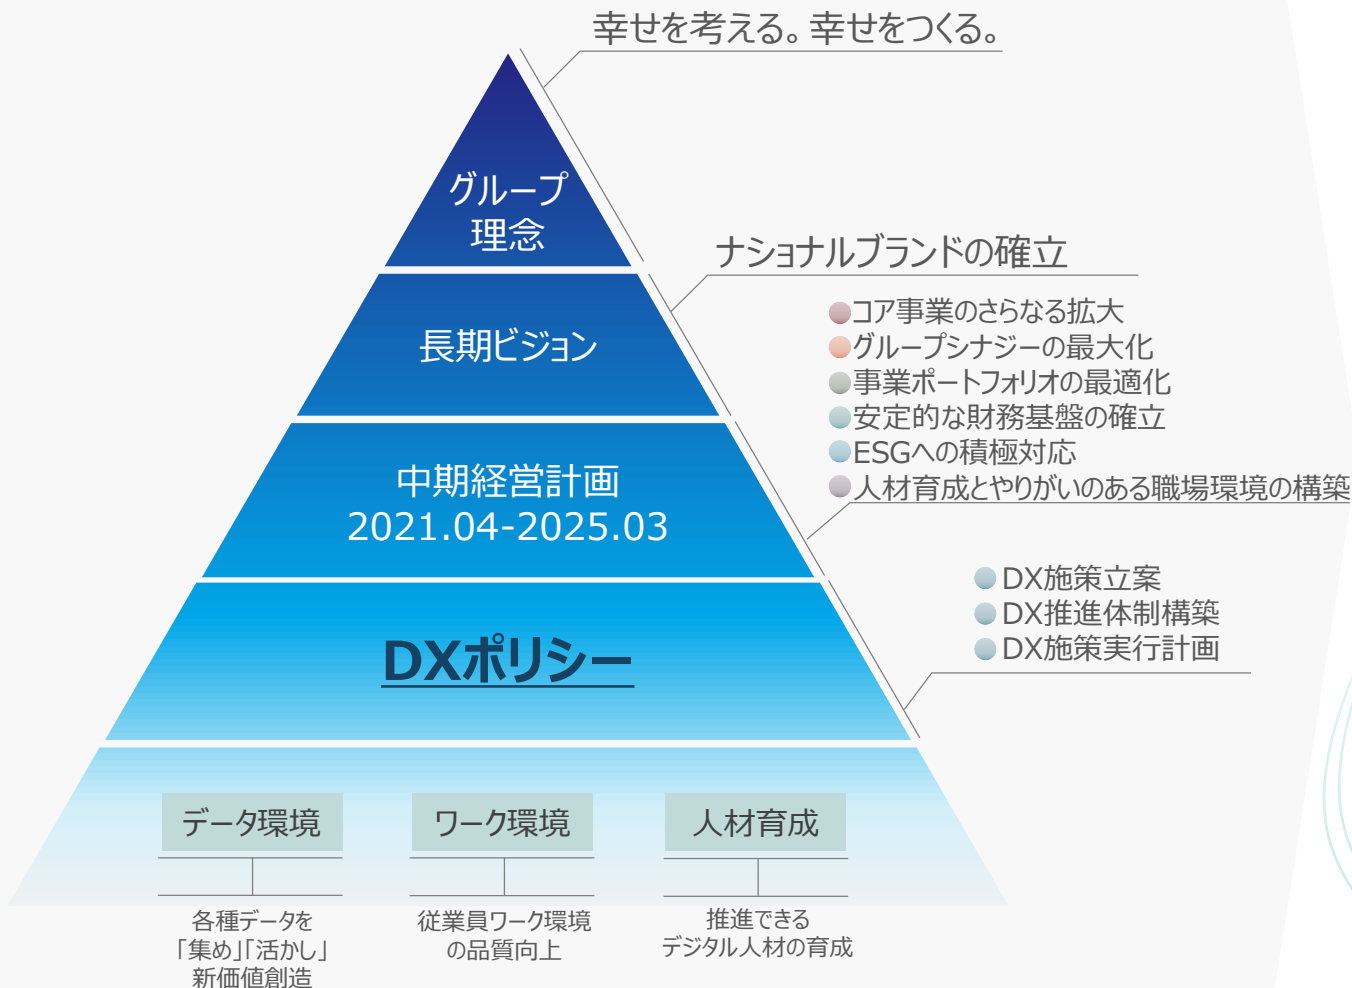 幸せを考える。幸せをつくる。
グループ
理念
ナショナルブランドの確立
長期ビジョン
コア事業のさらなる拡大
グループシナジーの最大化
事業ポートフォリオの最適化
安定的な財務基盤の確立
ESGへの積極対応
人材育成とやりがいのある職場環境の構築
中期経営計画
2021.04-2025.03
DX施策立案
DX推進体制構築
DX施策実行計画
DXポリシー
データ環境
ワーク環境
人材育成
各種データを
「集め」「活かし」
新価値創造
従業員ワーク環境
の品質向上
推進できる
デジタル人材の育成